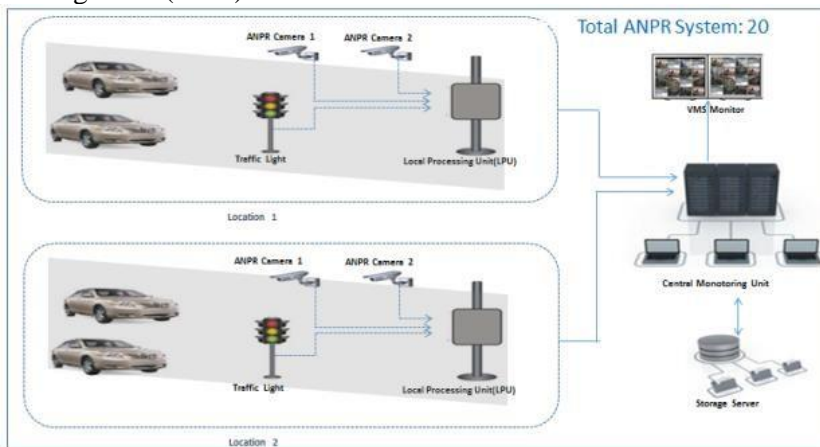 Total ANPR System: 20
ANPR Camera 1
ANPR Camera 2
VMS Monitor
Traffic Light
Local Processing Unit(LPU)
Location 1
ANPR Camera 1
ANPR Camera 2
Central Monotoring Unit
Traffic Light
Local Processing Unit(LPU)
Storage Server
Location 2